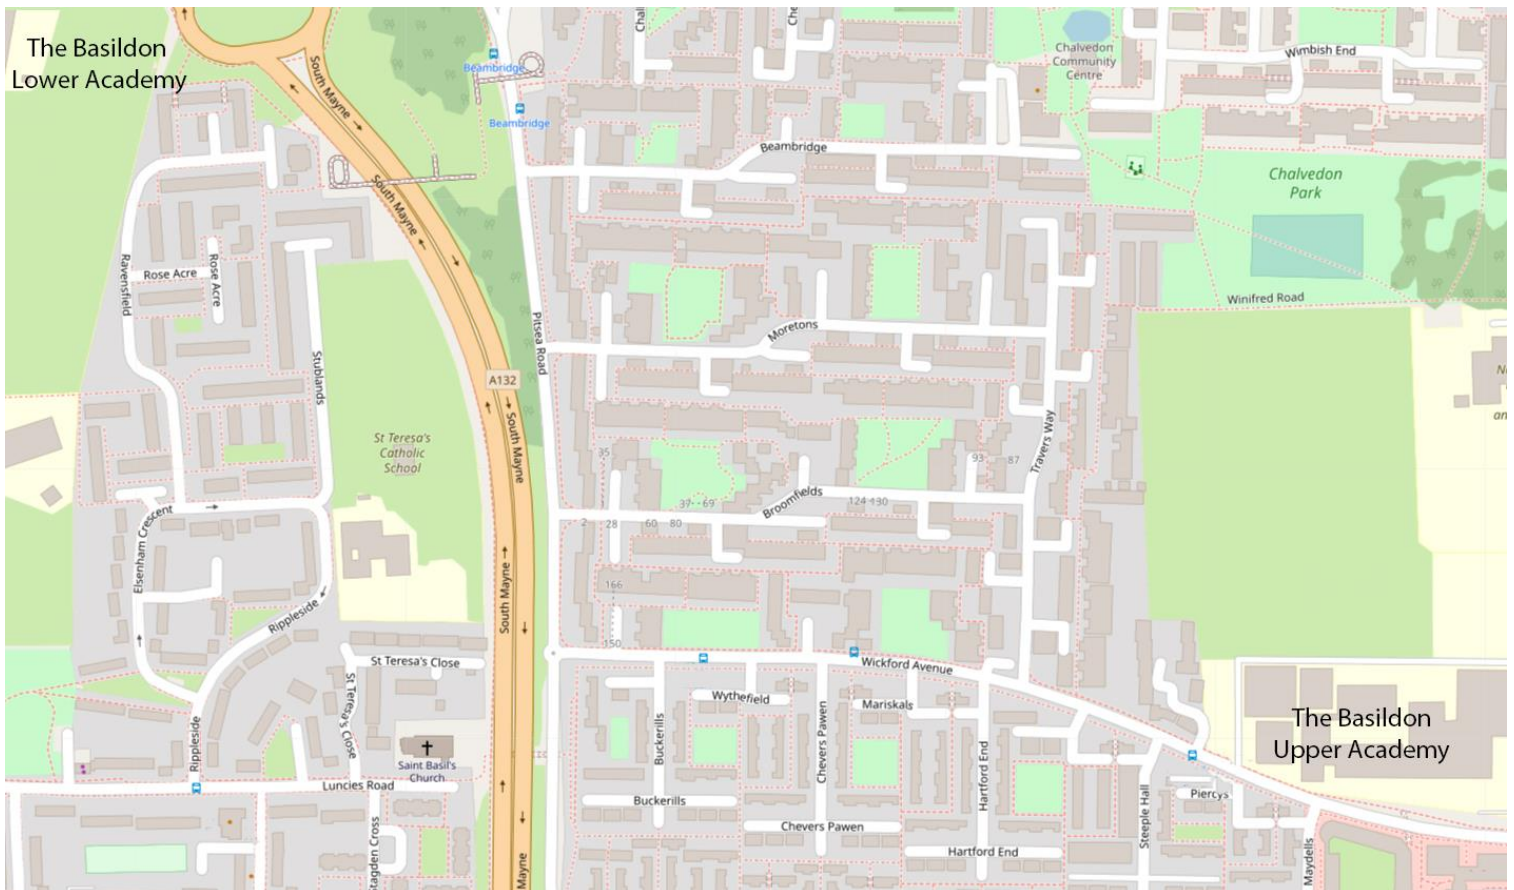 The Basildon
Lower Academy
South Mayne
Beambridge
Beambridge
Chalvedon
Community
Centre
Wimbish End
Beambridge
South Mayne
Chalvedon
Park
Ravensfield
Rose Acre
Rose Acre
Winifred Road
Pitsea Road
Moretons
Stublands
A132
South Mayne
St Teresa's
Catholic
School
Travers Way
35
93
87
37 - 69
Broomfields
124-130
2
28
60
80
Elsenham Crescent
South Mayne
166
Rippleside
150
St Teresa's Close
Wickford Avenue
St Teresa's Close
Wythefield
Mariskals
Rippleside
Buckerills
Chevers Pawen
Hartford End
The Basildon
Upper Academy
Saint Basil's
Church
Luncies Road
Buckerills
Piercys
Chevers Pawen
Steeple Hall
Hartford End
Maydells
Mayne